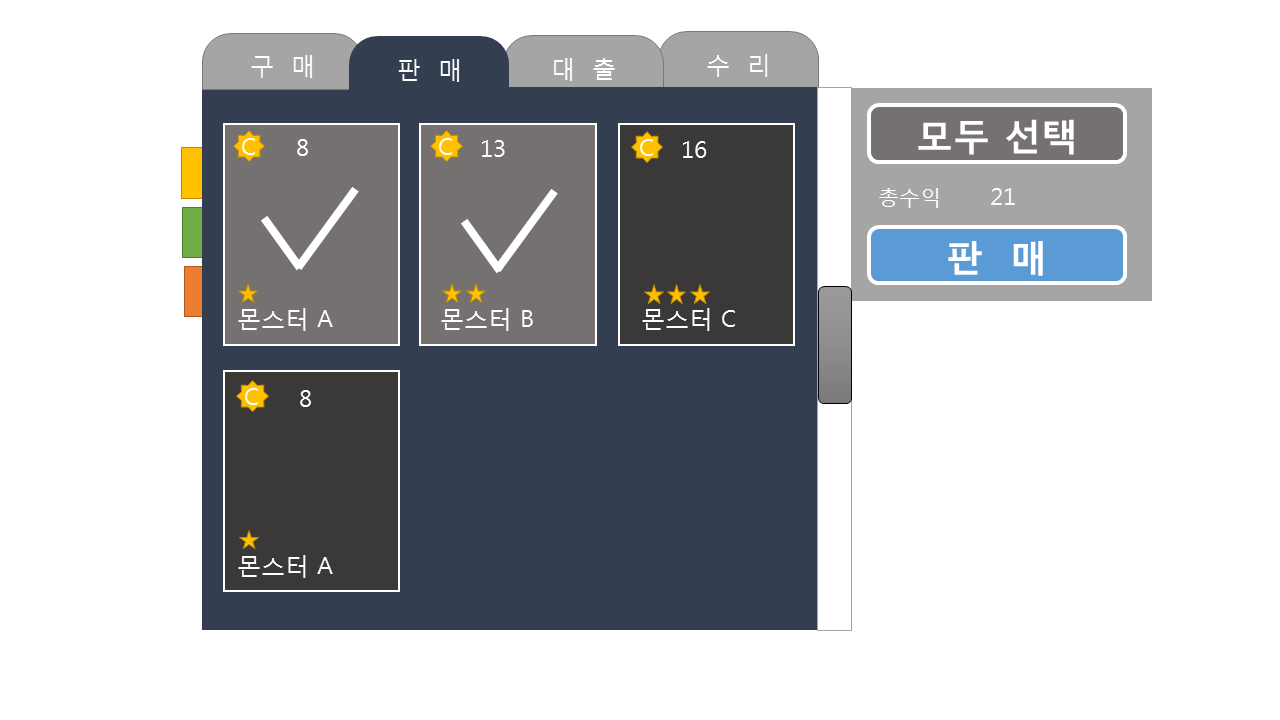 구 매
판 매
대 출
수 리
C 8
몬스터 A
C 13
몬스터 B
C 16
몬스터 C
C 8
몬스터 A
모두 선택
총수익 21
판 매